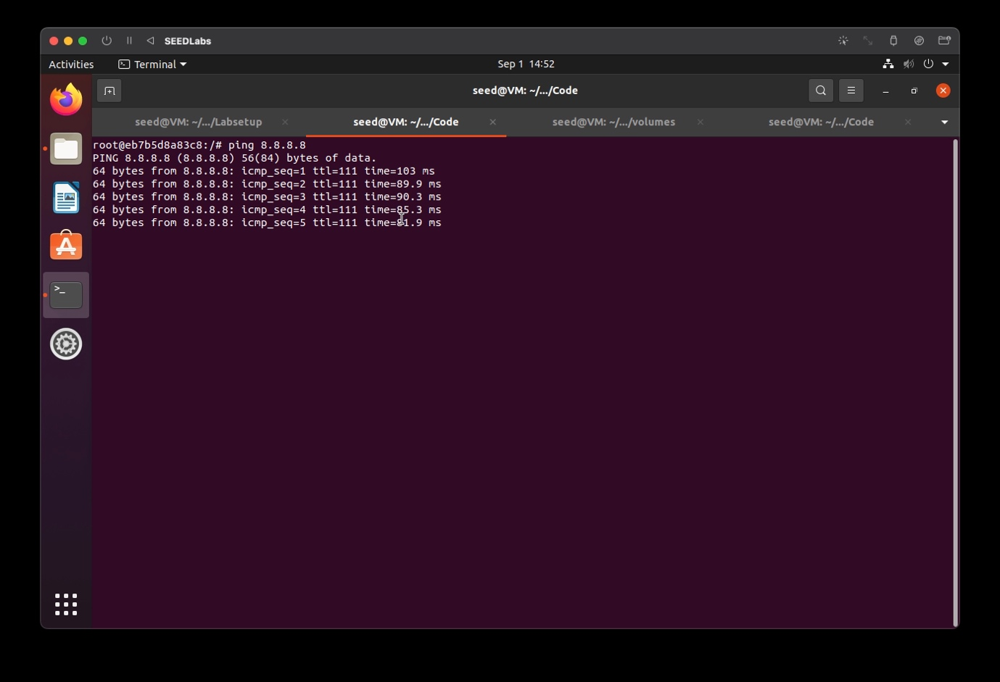 SEEDLabs
Activities
Terminal
Sep 1 14:52
seed@VM: ~/.../Code
seed@VM: ~/.../Labsetup
seed@VM: ~/.../Code
seed@VM: ~/.../volumes
seed@VM: ~/.../Code
root@eb7b5d8a83c8:/# ping 8.8.8.8
PING 8.8.8.8 (8.8.8.8) 56(84) bytes of data.
64 bytes from 8.8.8.8: icmp_seq=1 ttl=111 time=103 ms
64 bytes from 8.8.8.8: icmp_seq=2 ttl=111 time=89.9 ms
64 bytes from 8.8.8.8: icmp_seq=3 ttl=111 time=90.3 ms
64 bytes from 8.8.8.8: icmp_seq=4 ttl=111 time=85.3 ms
64 bytes from 8.8.8.8: icmp_seq=5 ttl=111 time=81.9 ms